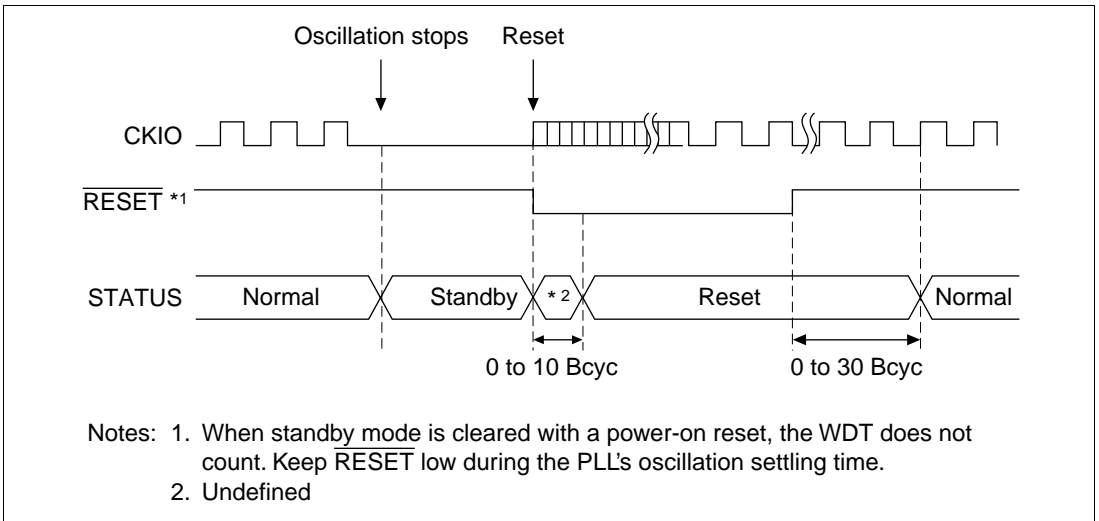 Oscillation stops Reset
CKIO
RESET *1
STATUS Normal Standby * 2 Reset Normal
0 to 10 Bcyc 0 to 30 Bcyc
Notes: 1. When standby mode is cleared with a power-on reset, the WDT does not
count. Keep RESET low during the PLL's oscillation settling time.
2. Undefined